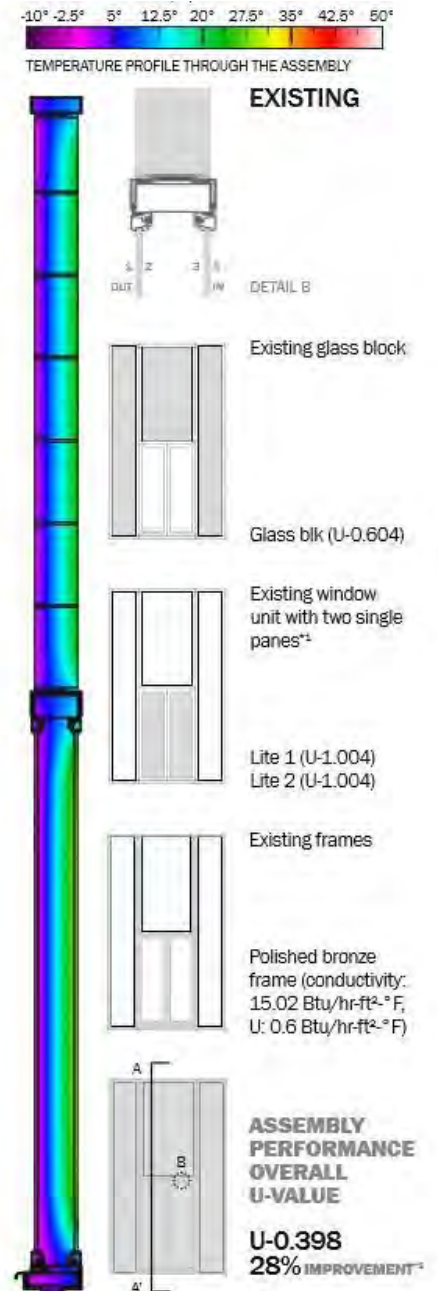 -10° -2.5° 5° 12.5° 20° 27.5° 35° 42.5° 50°
TEMPERATURE PROFILE THROUGH THE ASSEMBLY
EXISTING
1 2 3
OUT IN
DETAIL B
Existing glass block
Glass blk (U-0.604)
Existing window
unit with two single
panes*¹
Lite 1 (U-1.004)
Lite 2 (U-1.004)
Existing frames
Polished bronze
frame (conductivity:
15.02 Btu/hr-ft²-°F,
U: 0.6 Btu/hr-ft²-°F)
A
B
A'
ASSEMBLY
PERFORMANCE
OVERALL
U-VALUE
U-0.398
28% IMPROVEMENT